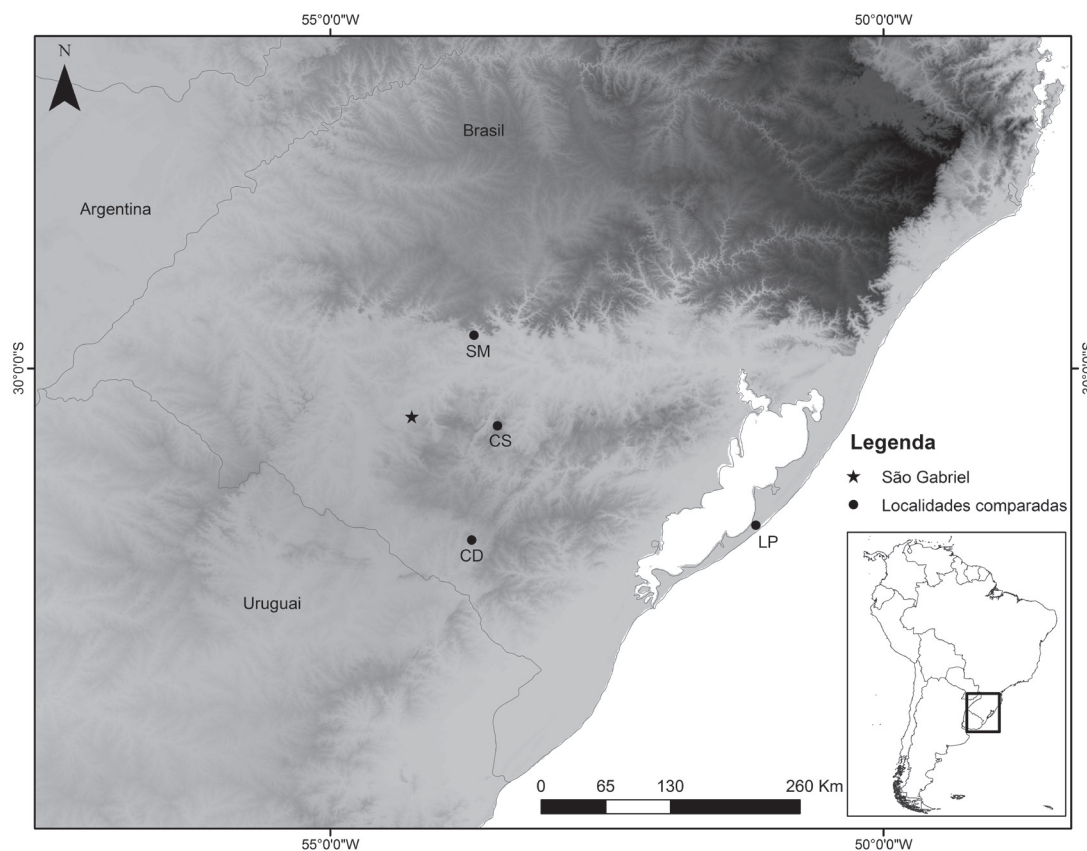 55°0'0"W
50°0'0"W
N
Brasil
Argentina
30°0'0"S
30°0'0"S
SM
CS
CD
LP
Uruguai
Legenda
São Gabriel
Localidades comparadas
0 65 130 260 Km
55°0'0"W
50°0'0"W